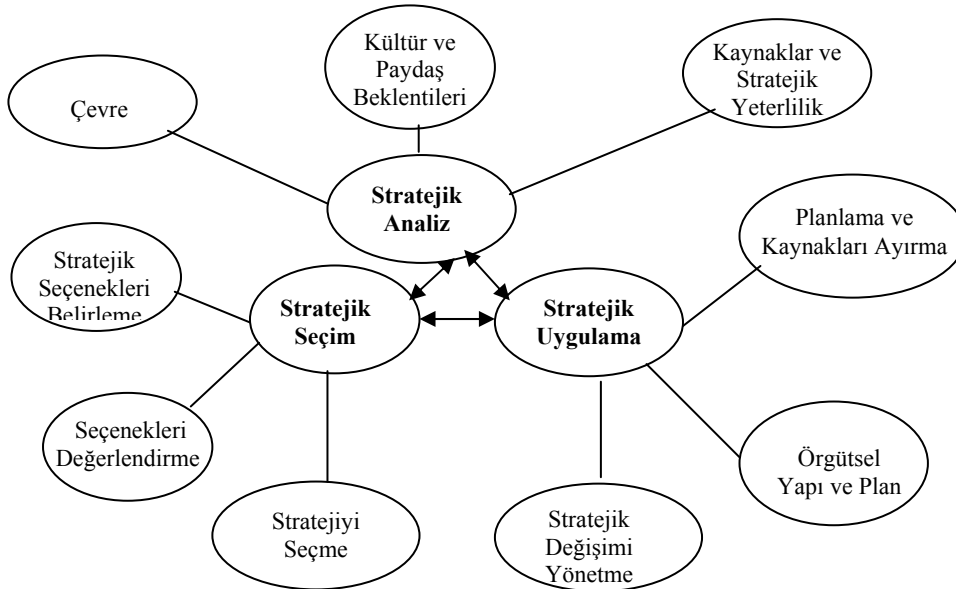 Kültür ve
Paydaş
Beklentileri
Kaynaklar ve
Stratejik
Yeterlilik
Çevre
Stratejik
Analiz
Planlama ve
Kaynakları Ayırma
Stratejik
Seçenekleri
Belirleme
Stratejik
Seçim
Stratejik
Uygulama
Seçenekleri
Değerlendirme
Örgütsel
Yapı ve Plan
Stratejiyi
Seçme
Stratejik
Değişimi
Yönetme